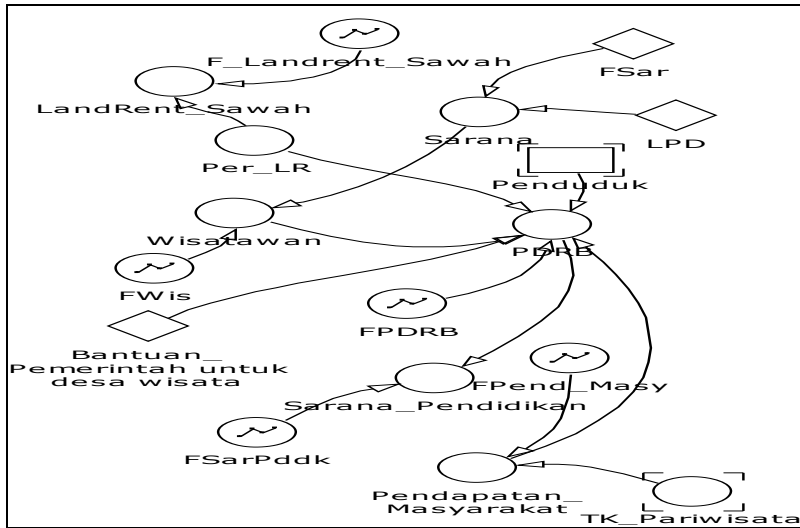 F_Landrent_Sawah
FSar
LandRent_Sawah
Sarana
LPD
Per_LR
Penduduk
Wisatawan
PDRB
FWis
FPDRB
Bantuan_
Pemerintah untuk
desa wisata
FPend_Masy
Sarana_Pendidikan
FSarPddk
Pendapatan_
Masyarakat
TK_Pariwisata